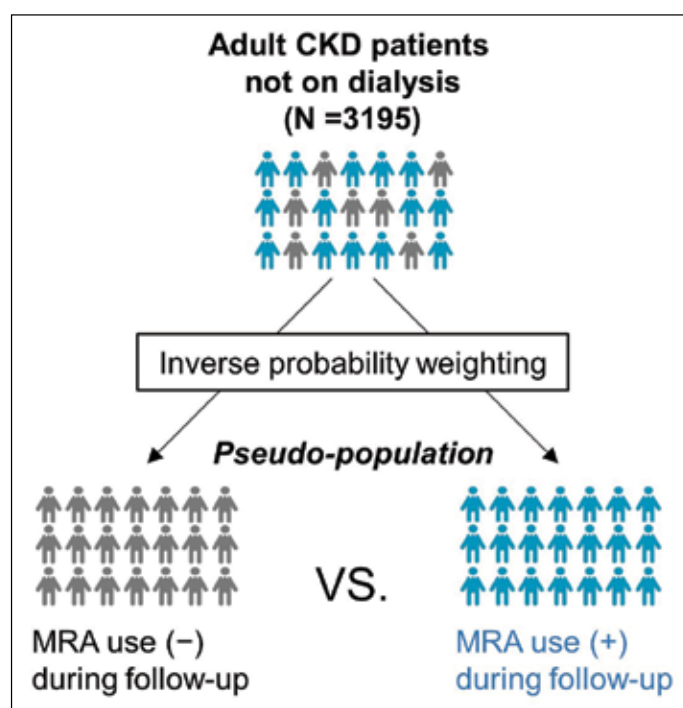 Adult CKD patients
not on dialysis
(N =3195)
Inverse probability weighting
Pseudo-population
VS.
MRA use (−)
during follow-up
MRA use (+)
during follow-up